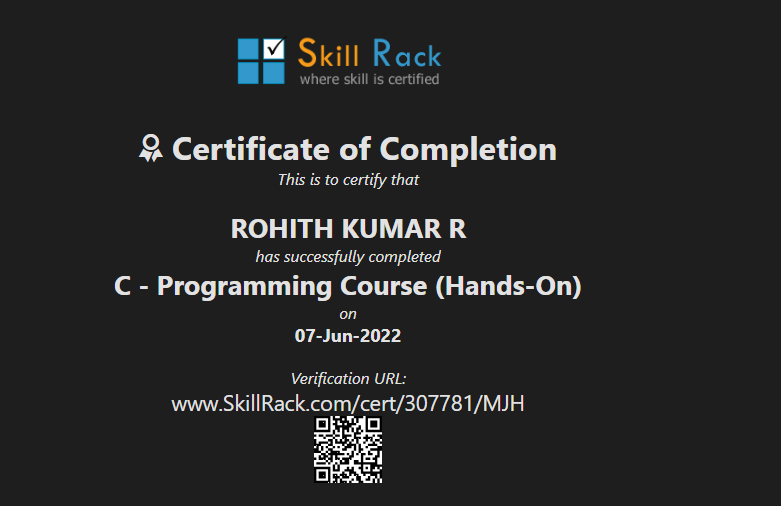 Skill Rack
where skill is certified
Certificate of Completion
This is to certify that
ROHITH KUMAR R
has successfully completed
C - Programming Course (Hands-On)
on
07-Jun-2022
Verification URL:
www.SkillRack.com/cert/307781/MJH